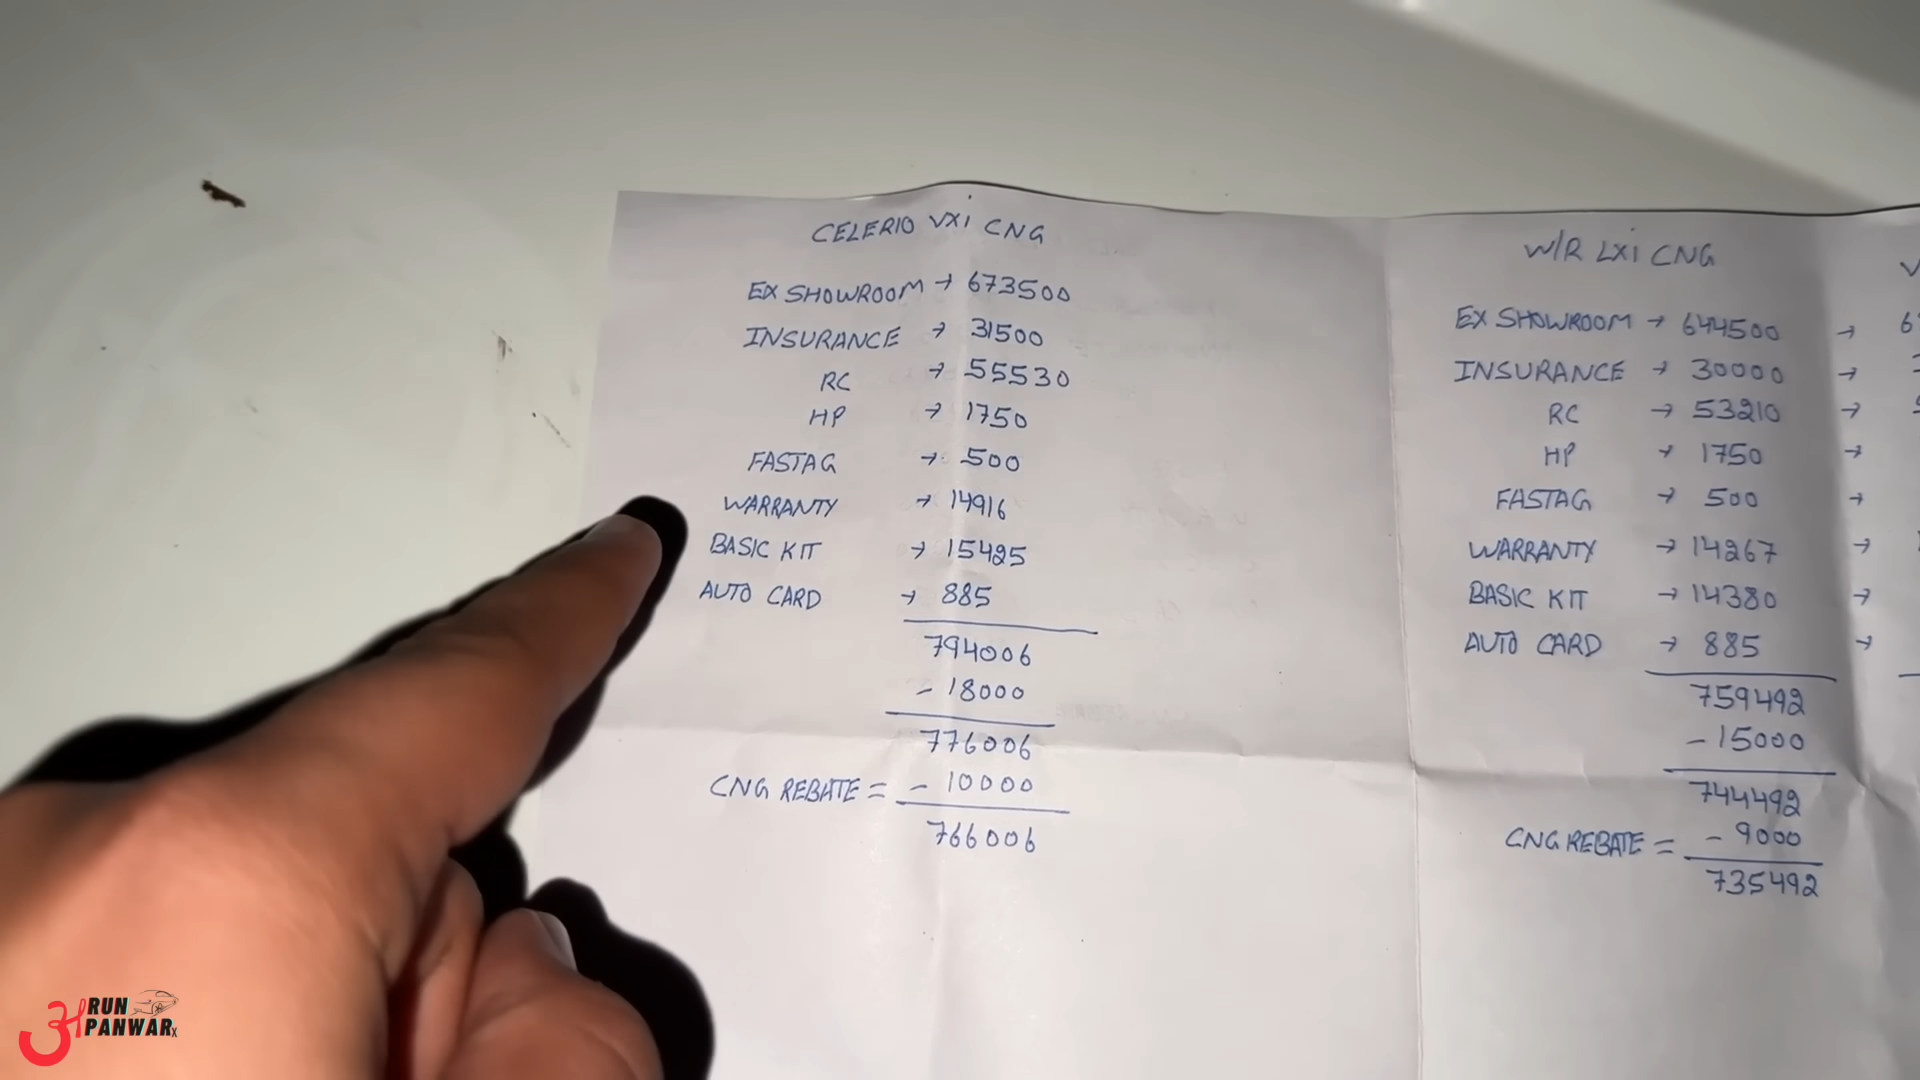 CELERIO VXi CNG
EX SHOWROOM → 673500
INSURANCE → 31500
RC → 55530
HP → 1750
FASTAG → 500
WARRANTY → 14916
BASIC KIT → 15425
AUTO CARD → 885
794006
- 18000
776006
CNG REBATE = - 10000
766006
W/R LXI CNG
EX SHOWROOM → 644500 →
INSURANCE → 30000 →
RC → 53210 →
HP → 1750 →
FASTAG → 500 →
WARRANTY → 14267 →
BASIC KIT → 14380 →
AUTO CARD → 885 →
759492
- 15000
744492
CNG REBATE = - 9000
735492
अRUN
PANWARX